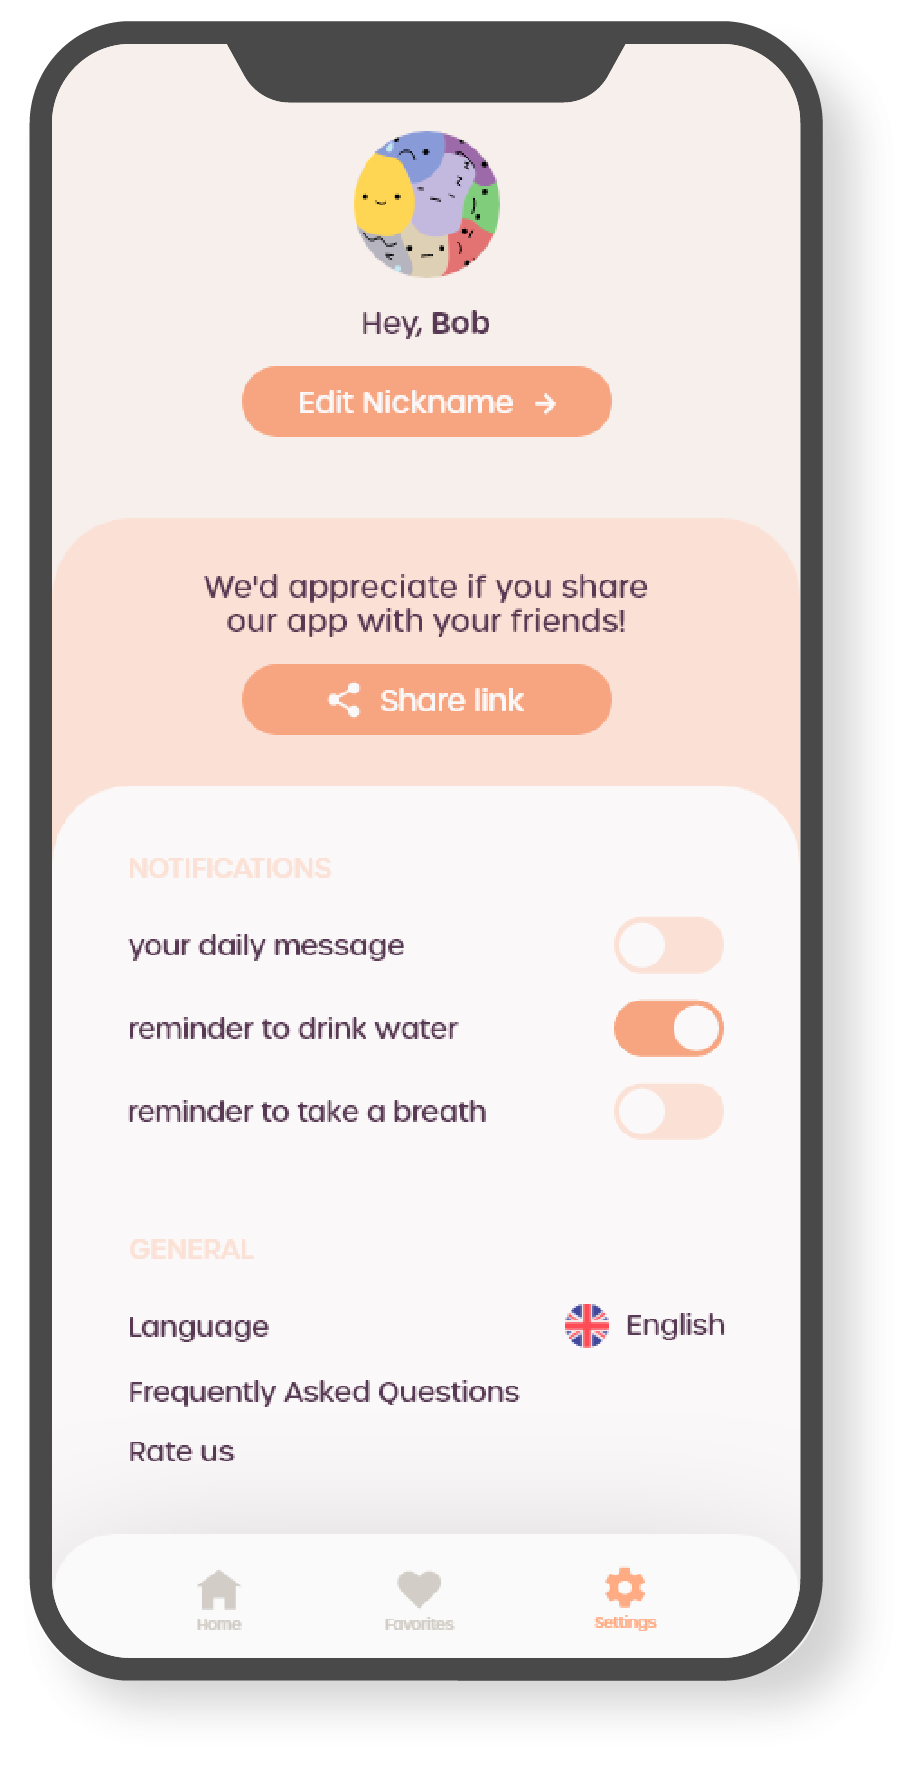 Hey, Bob
Edit Nickname →
We'd appreciate if you share
our app with your friends!
Share link
NOTIFICATIONS
your daily message
reminder to drink water
reminder to take a breath
GENERAL
Language English
Frequently Asked Questions
Rate us
Home Favorites Settings